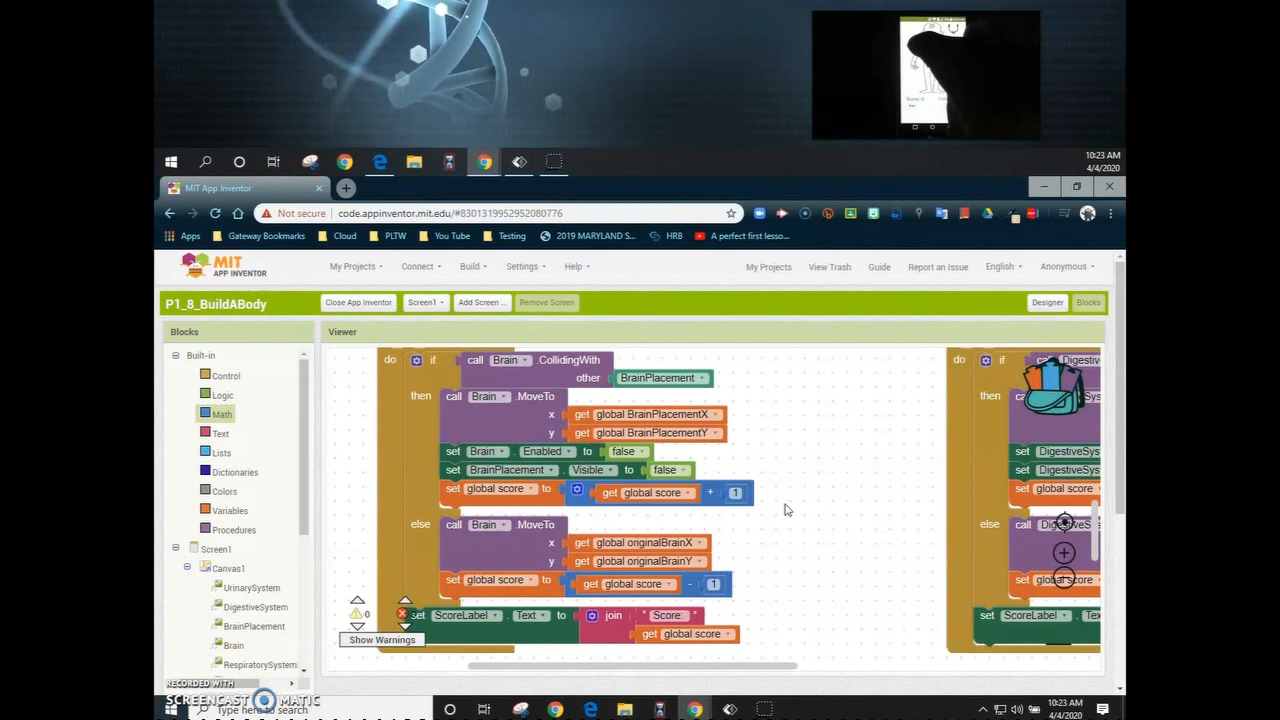 10:23 AM
4/4/2020
MIT App Inventor
Not secure code.appinventor.mit.edu/#8301319952952080776
Apps Gateway Bookmarks Cloud PLTW You Tube Testing 2019 MARYLAND S... HRB A perfect first lesso...
MIT
APP INVENTOR
My Projects Connect Build Settings Help My Projects View Trash Guide Report an Issue English Anonymous
P1_8_BuildABody Close App Inventor Screen1 Add Screen ... Remove Screen Designer Blocks
Blocks Viewer
Built-in
Control
Logic
Math
Text
Lists
Dictionaries
Colors
Variables
Procedures
Screen1
Canvas1
UrinarySystem
DigestiveSystem
BrainPlacement
Brain
RespiratorySystem
do if call Brain .CollidingWith
other BrainPlacement
then call Brain .MoveTo
x get global BrainPlacementX
y get global BrainPlacementY
set Brain . Enabled to false
set BrainPlacement . Visible to false
set global score to get global score + 1
else call Brain .MoveTo
x get global originalBrainX
y get global originalBrainY
set global score to get global score - 1
set ScoreLabel . Text to join " Score: "
get global score
do if call Digestiv
then
set DigestiveSys
set DigestiveSys
set global score
else call
set global sco
set ScoreLabel .
0
Show Warnings
RECORDED WITH
SCREENCAST MATIC
Type here to search
10:23 AM
4/4/2020